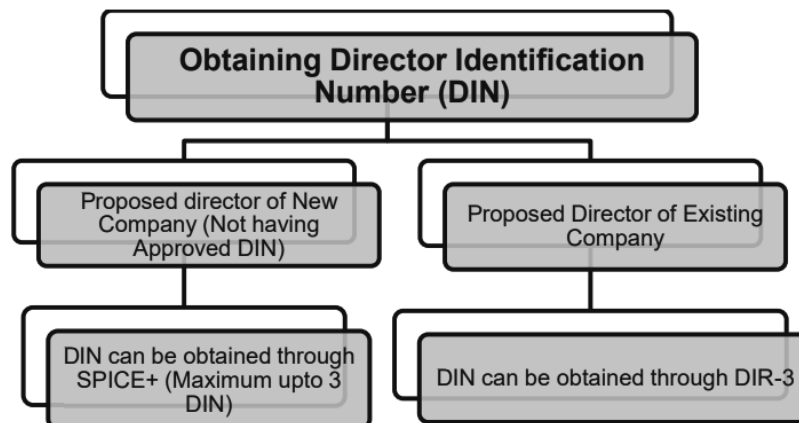 Obtaining Director Identification
Number (DIN)
Proposed director of New
Company (Not having
Approved DIN)
Proposed Director of Existing
Company
DIN can be obtained through
SPICE+ (Maximum upto 3
DIN)
DIN can be obtained through DIR-3